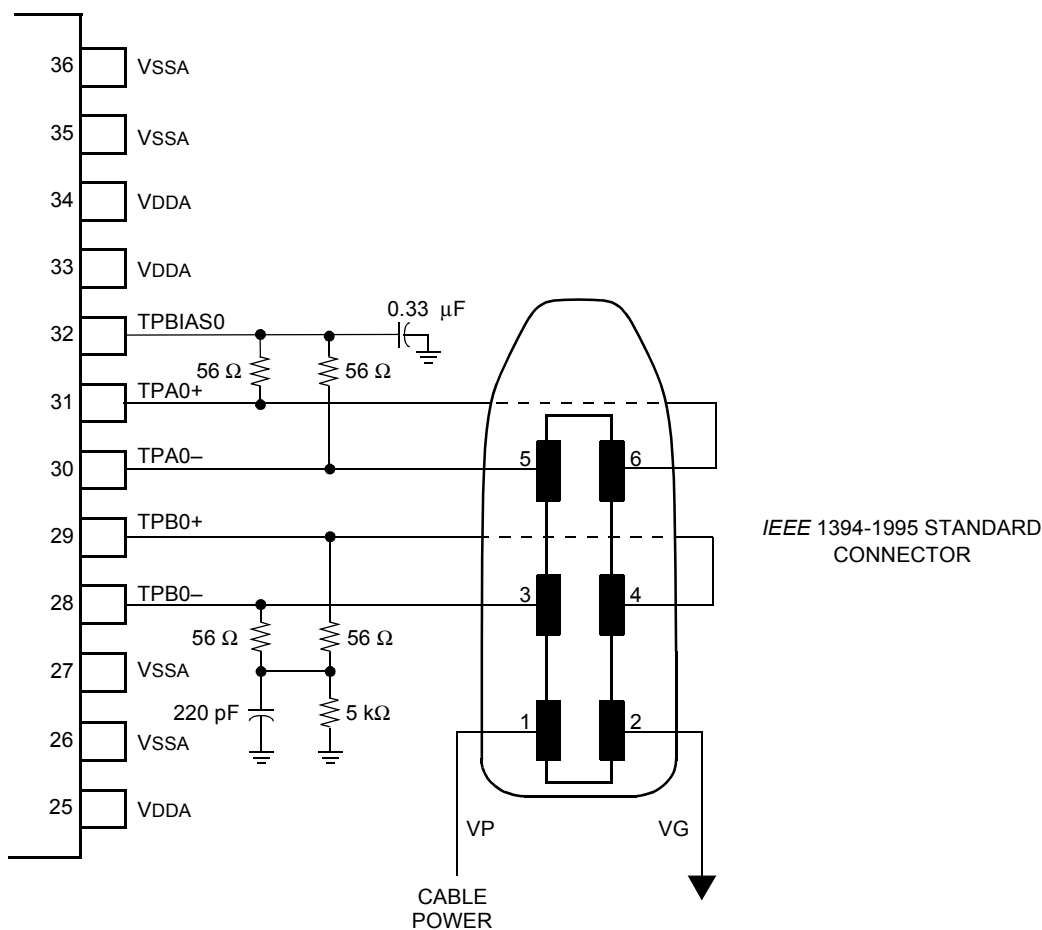 36 VSSA
35 VSSA
34 VDDA
33 VDDA
32 TPBIAS0
0.33 µF
56 Ω 56 Ω
31 TPA0+
30 TPA0–
5 6
29 TPB0+
IEEE 1394-1995 STANDARD
CONNECTOR
28 TPB0–
3 4
56 Ω 56 Ω
27 VSSA
220 pF 5 kΩ
1 2
26 VSSA
25 VDDA
VP VG
CABLE
POWER